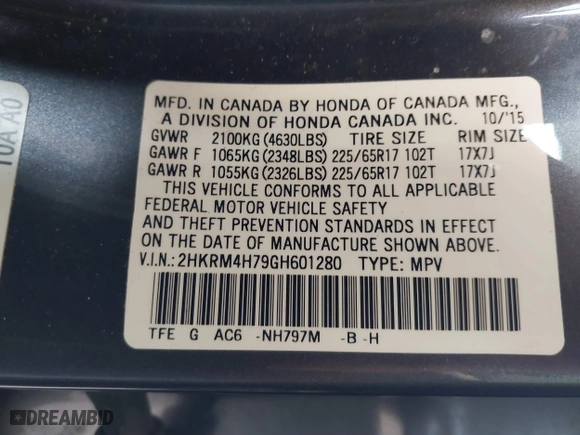 MFD. IN CANADA BY HONDA OF CANADA MFG.,
A DIVISION OF HONDA CANADA INC. 10/'15
GVWR 2100KG(4630LBS) TIRE SIZE RIM SIZE
GAWR F 1065KG(2348LBS) 225/65R17 102T 17X7J
GAWR R 1055KG(2326LBS) 225/65R17 102T 17X7J
THIS VEHICLE CONFORMS TO ALL APPLICABLE
FEDERAL MOTOR VEHICLE SAFETY
AND THEFT PREVENTION STANDARDS IN EFFECT
ON THE DATE OF MANUFACTURE SHOWN ABOVE.
V.I.N.:2HKRM4H79GH601280 TYPE: MPV
TFE G AC6 -NH797M -B -H
10A A0
DREAMBID